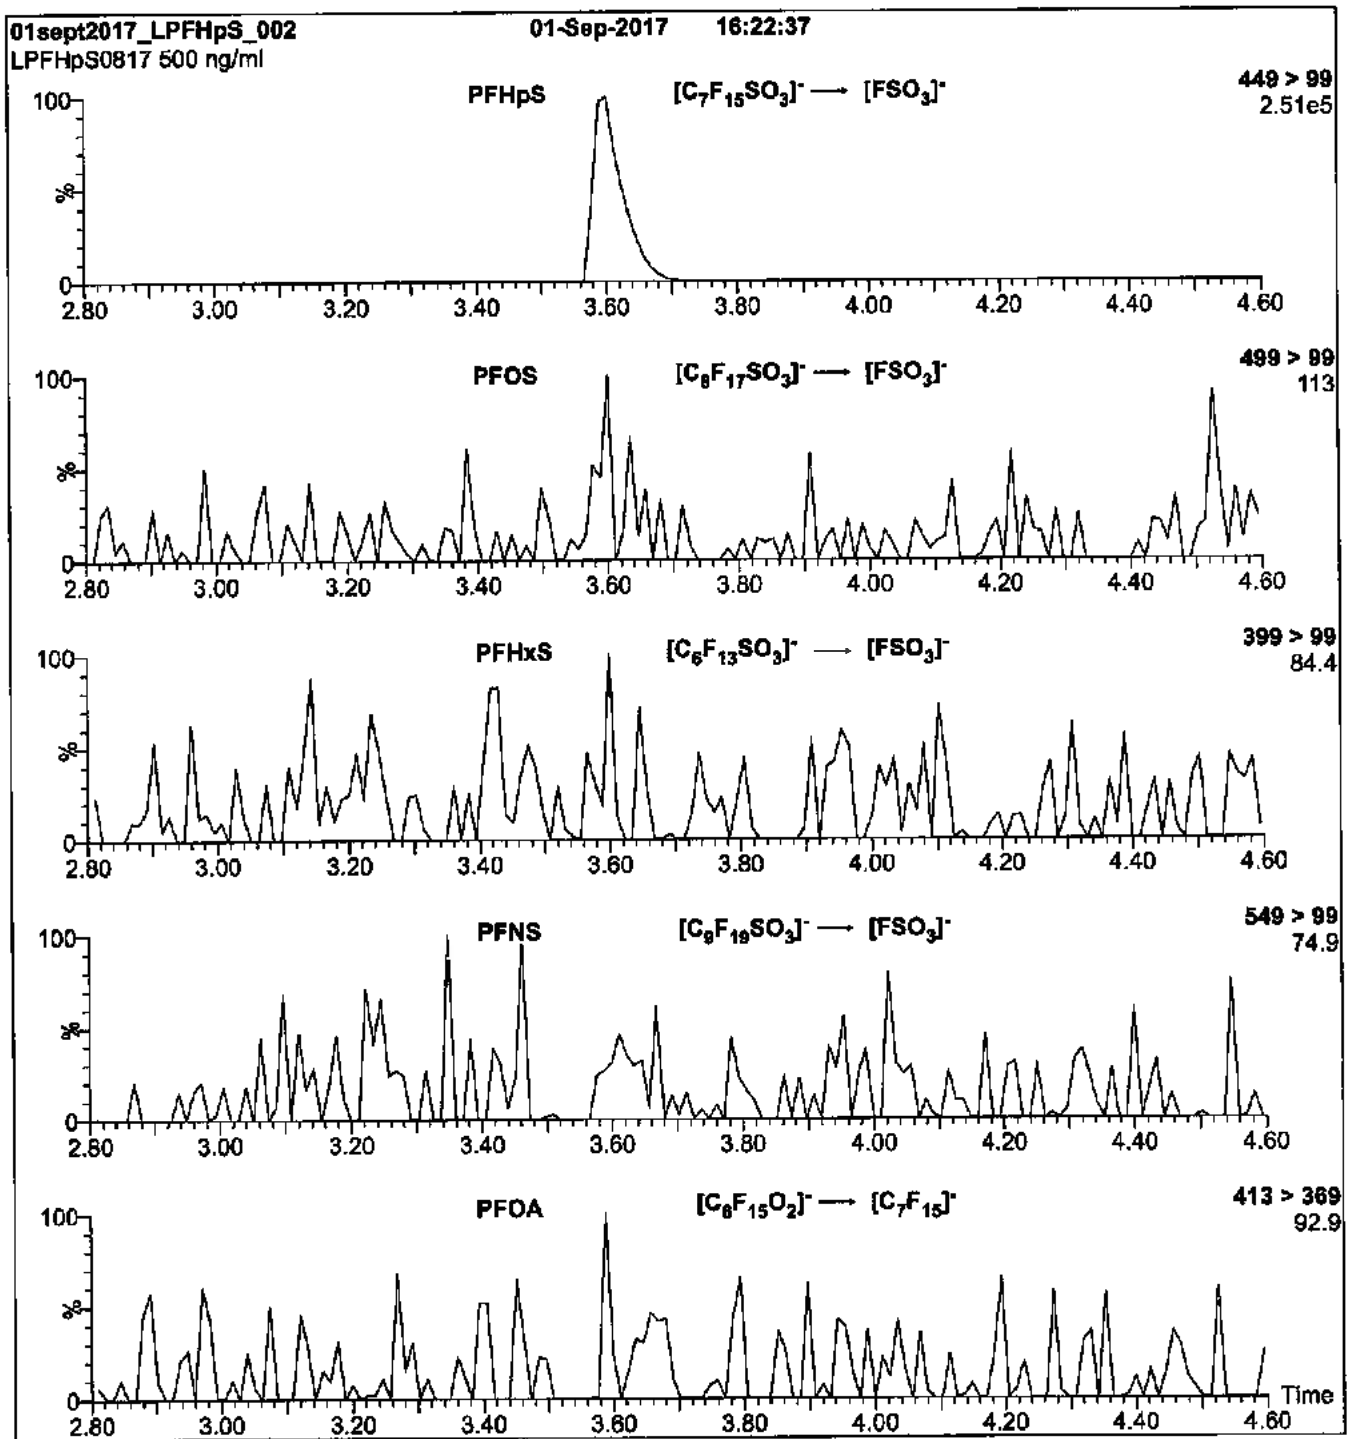 01sept2017_LPFHpS_002 01-Sep-2017 16:22:37
LPFHpS0817 500 ng/ml
PFHpS [C₇F₁₅SO₃]⁻ → [FSO₃]⁻ 449 > 99
2.51e5
100
%
0
2.80 3.00 3.20 3.40 3.60 3.80 4.00 4.20 4.40 4.60
PFOS [C₈F₁₇SO₃]⁻ → [FSO₃]⁻ 499 > 99
113
100
%
0
2.80 3.00 3.20 3.40 3.60 3.80 4.00 4.20 4.40 4.60
PFHxS [C₆F₁₃SO₃]⁻ → [FSO₃]⁻ 399 > 99
84.4
100
%
0
2.80 3.00 3.20 3.40 3.60 3.80 4.00 4.20 4.40 4.60
PFNS [C₉F₁₉SO₃]⁻ → [FSO₃]⁻ 549 > 99
74.9
100
%
0
2.80 3.00 3.20 3.40 3.60 3.80 4.00 4.20 4.40 4.60
PFOA [C₈F₁₅O₂]⁻ → [C₇F₁₅]⁻ 413 > 369
92.9
100
%
0
Time
2.80 3.00 3.20 3.40 3.60 3.80 4.00 4.20 4.40 4.60